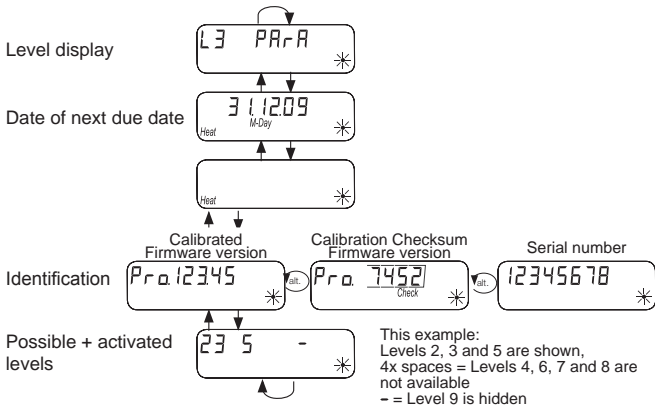 Level display
L3 PArA
Date of next due date
31.12.09
M-Day
Heat
Heat
Calibrated
Firmware version
Calibration Checksum
Firmware version
Serial number
Identification
Pro.123.45
alt.
Pro. 7452
Check
alt.
12345678
Possible + activated
levels
23 5 -
This example:
Levels 2, 3 and 5 are shown,
4x spaces = Levels 4, 6, 7 and 8 are
not available
- = Level 9 is hidden